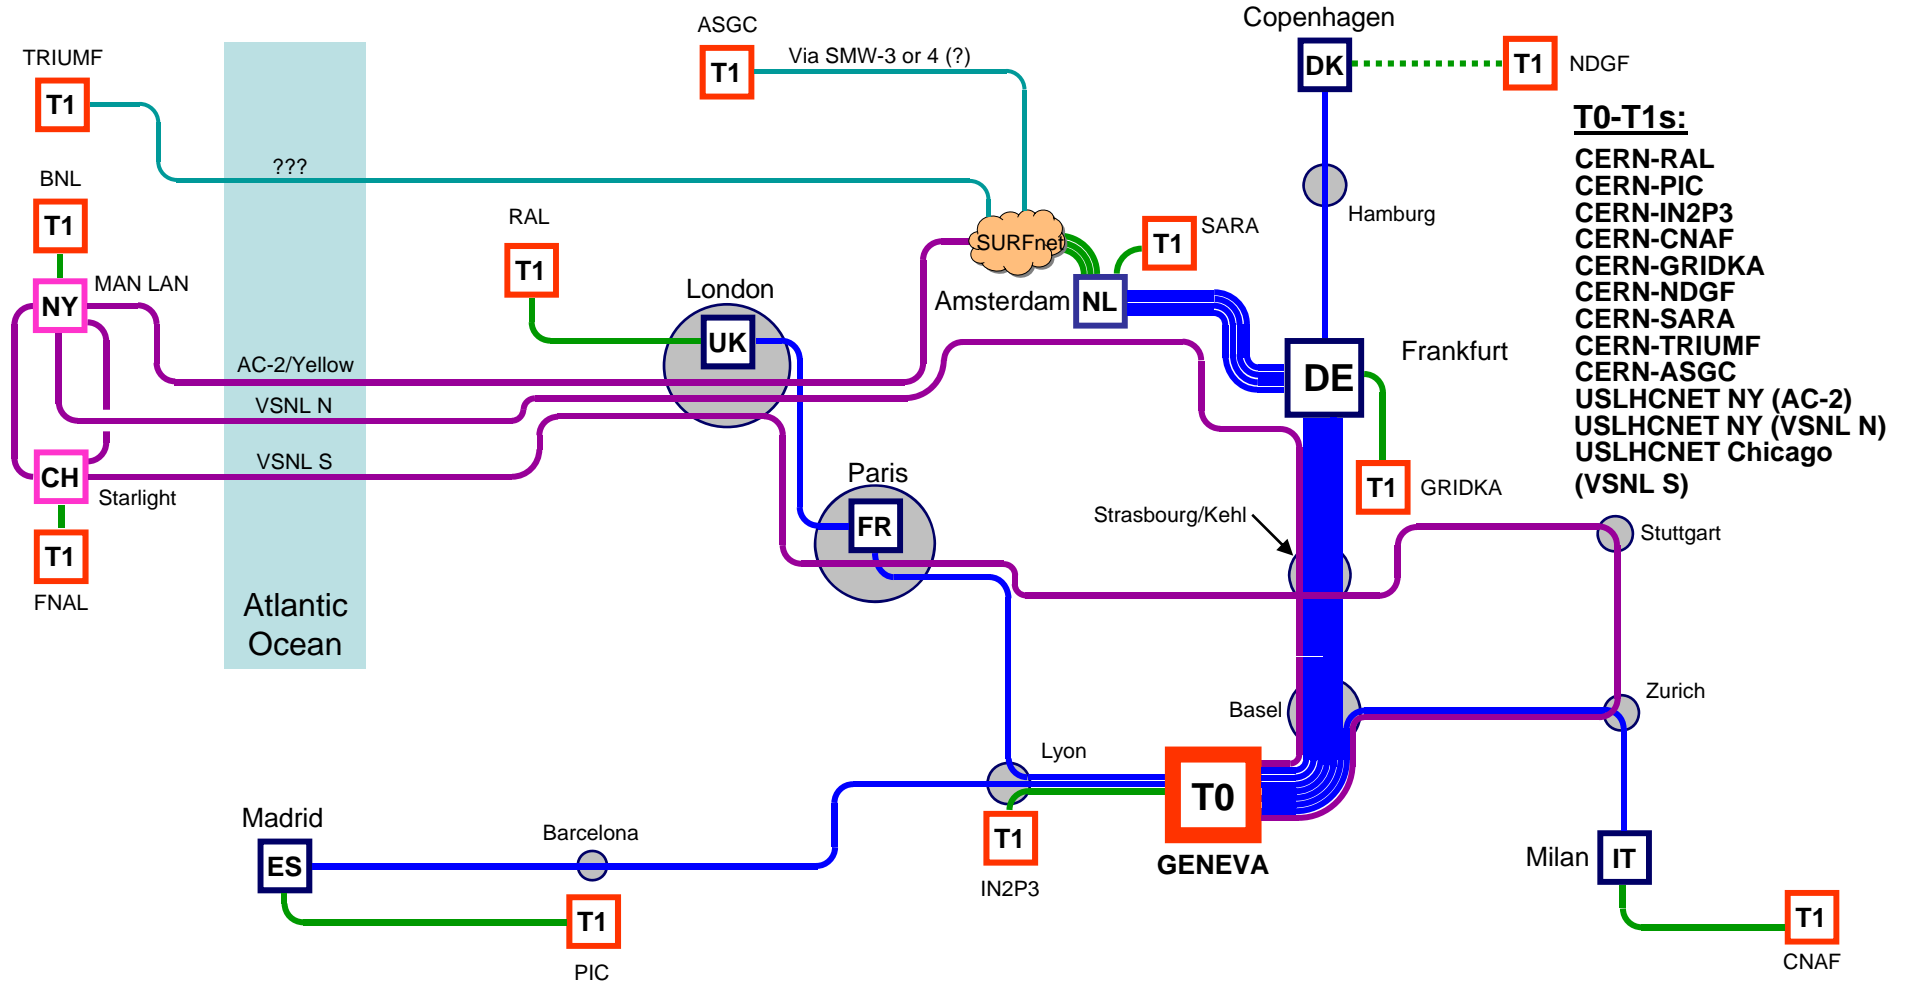 Copenhagen
ASGC
TRIUMF
T1
Via SMW-3 or 4 (?)
T1
DK
T1
NDGF
T1
T0-T1s:
CERN-RAL
CERN-PIC
CERN-IN2P3
CERN-CNAF
CERN-GRIDKA
CERN-NDGF
CERN-SARA
CERN-TRIUMF
CERN-ASGC
USLHCNET NY (AC-2)
USLHCNET NY (VSNL N)
USLHCNET Chicago
(VSNL S)
???
BNL
T1
Hamburg
RAL
T1
SURFnet
T1
SARA
MAN LAN
NY
London
UK
Amsterdam
NL
AC-2/Yellow
VSNL N
VSNL S
DE
Frankfurt
CH
Starlight
Paris
FR
T1
GRIDKA
Strasbourg/Kehl
Stuttgart
T1
FNAL
Atlantic
Ocean
Basel
Zurich
Lyon
T0
GENEVA
Madrid
ES
Barcelona
T1
IN2P3
Milan
IT
T1
PIC
T1
CNAF